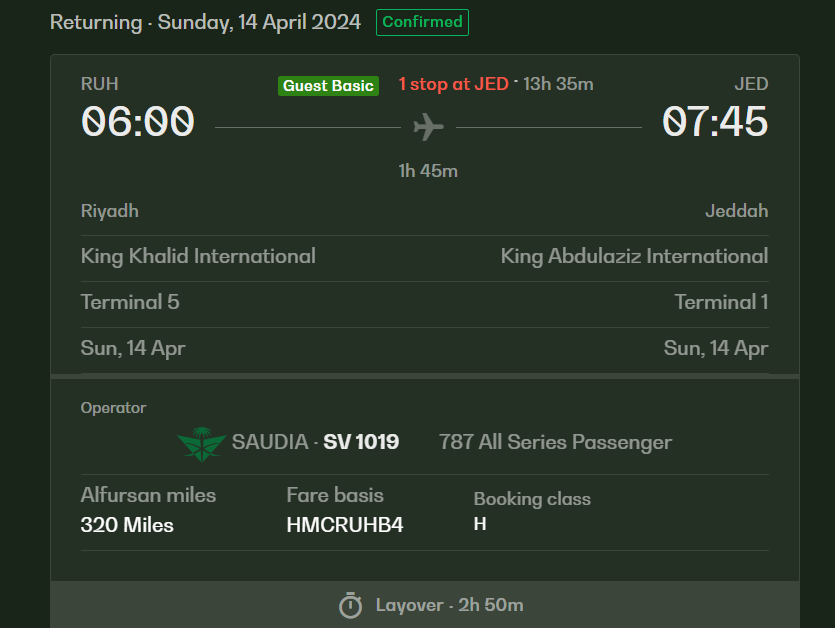 Returning · Sunday, 14 April 2024 Confirmed
RUH Guest Basic 1 stop at JED · 13h 35m JED
06:00 07:45
1h 45m
Riyadh Jeddah
King Khalid International King Abdulaziz International
Terminal 5 Terminal 1
Sun, 14 Apr Sun, 14 Apr
Operator
SAUDIA · SV 1019 787 All Series Passenger
Alfursan miles Fare basis Booking class
320 Miles HMCRUHB4 H
Layover · 2h 50m